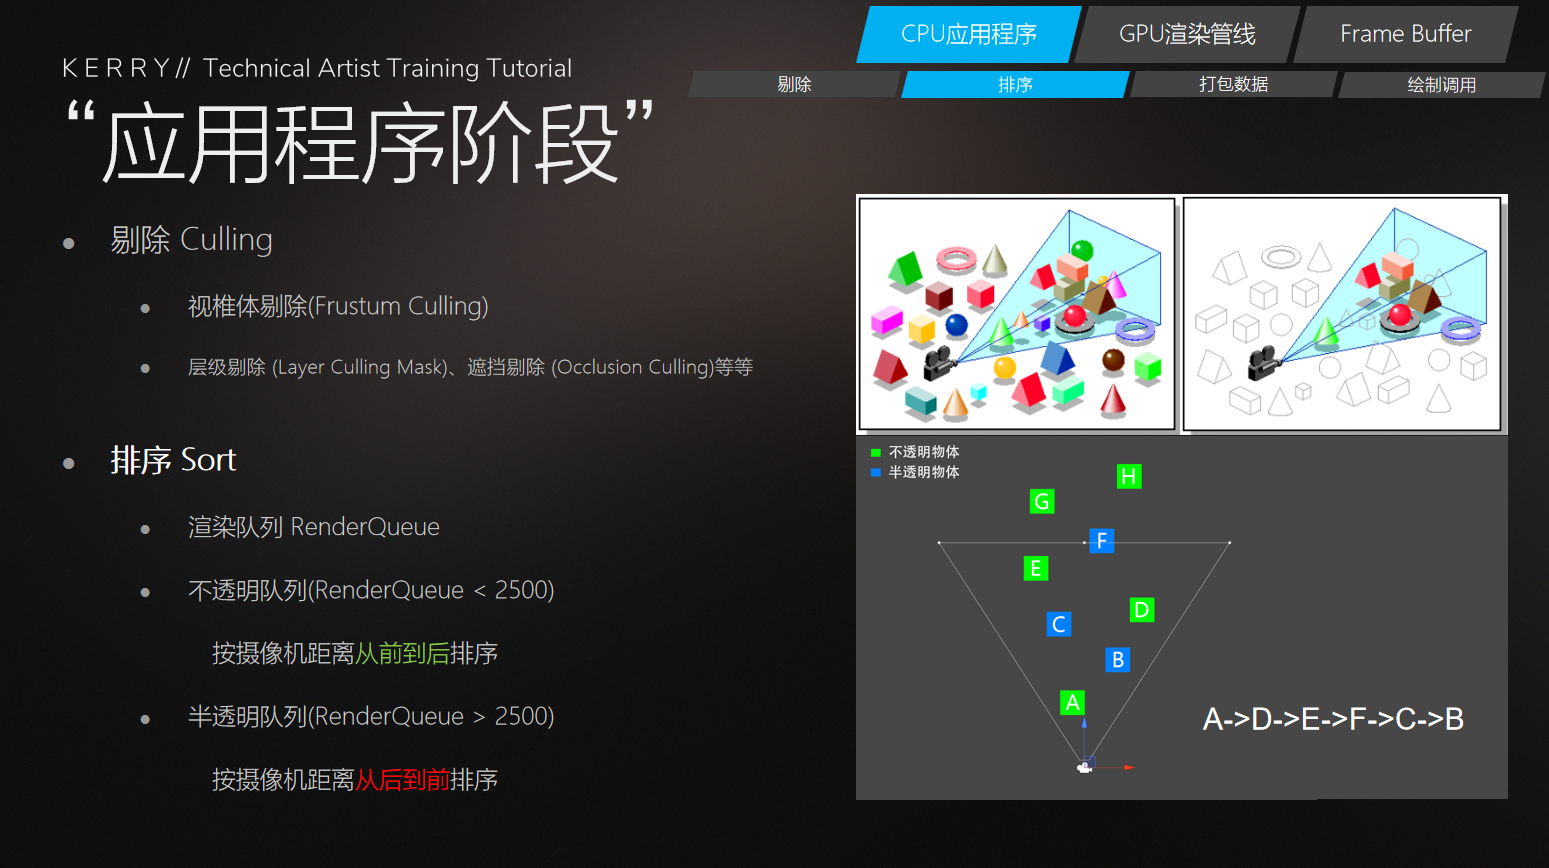 KERRY// Technical Artist Training Tutorial
“应用程序阶段”
CPU应用程序
GPU渲染管线
Frame Buffer
剔除
排序
打包数据
绘制调用
剔除 Culling
视椎体剔除(Frustum Culling)
层级剔除 (Layer Culling Mask)、遮挡剔除 (Occlusion Culling)等等
排序 Sort
渲染队列 RenderQueue
不透明队列(RenderQueue < 2500)
按摄像机距离从前到后排序
半透明队列(RenderQueue > 2500)
按摄像机距离从后到前排序
不透明物体
半透明物体
H
G
F
E
D
C
B
A
A->D->E->F->C->B